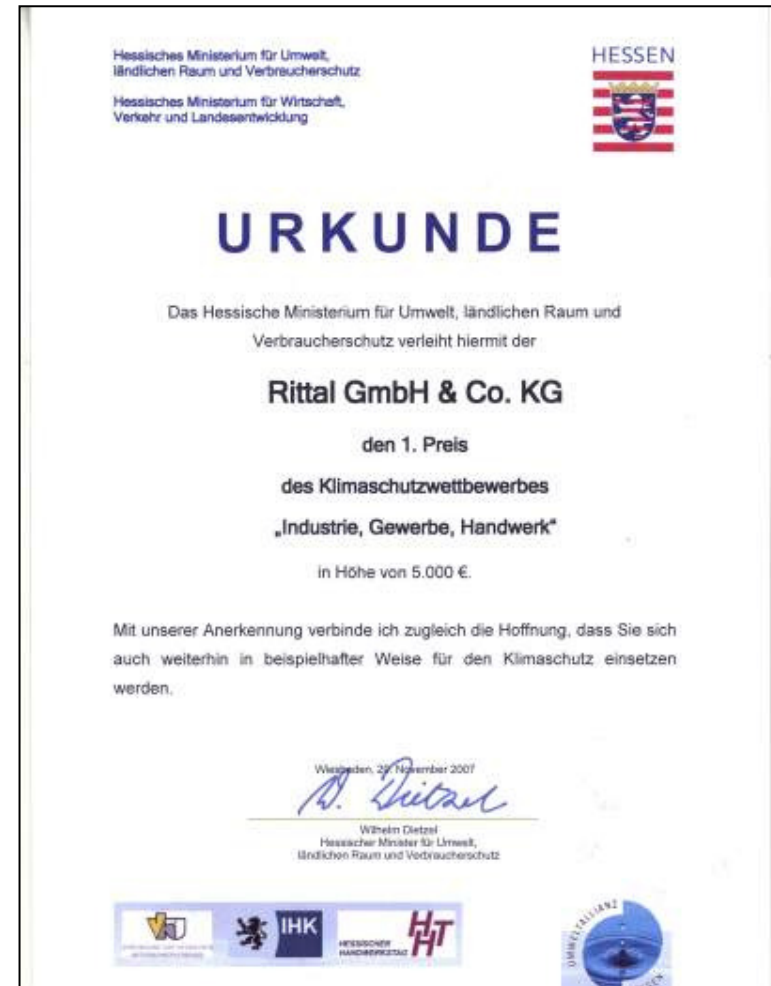 Hessisches Ministerium für Umwelt,
ländlichen Raum und Verbraucherschutz
Hessisches Ministerium für Wirtschaft,
Verkehr und Landesentwicklung
HESSEN
URKUNDE
Das Hessische Ministerium für Umwelt, ländlichen Raum und
Verbraucherschutz verleiht hiermit der
Rittal GmbH & Co. KG
den 1. Preis
des Klimaschutzwettbewerbes
„Industrie, Gewerbe, Handwerk“
in Höhe von 5.000 €.
Mit unserer Anerkennung verbinde ich zugleich die Hoffnung, dass Sie sich
auch weiterhin in beispielhafter Weise für den Klimaschutz einsetzen
werden.
Wiesbaden, November 2007
W. Dietzel
Wilhelm Dietzel
Hessischer Minister für Umwelt,
ländlichen Raum und Verbraucherschutz
VhU
IHK
HESSISCHER
HANDWERKSTAG
HHT
UMWELTALLIANZ